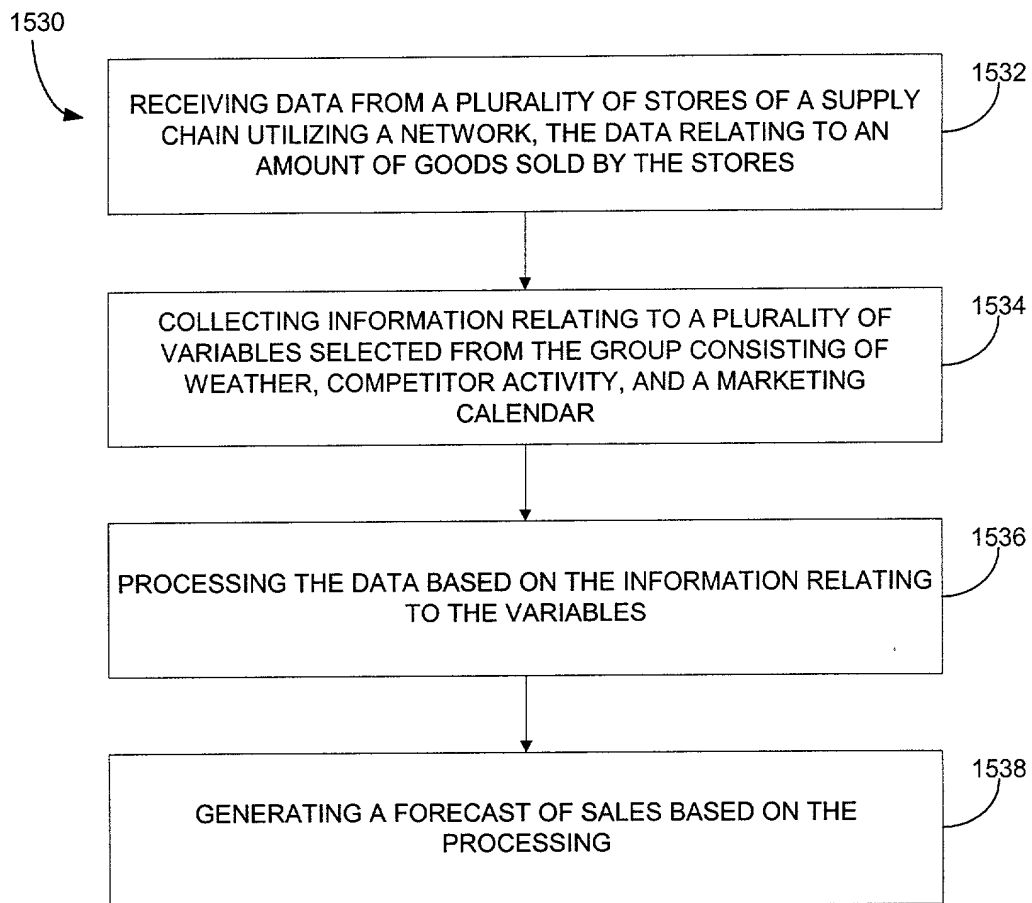 1530
1532
RECEIVING DATA FROM A PLURALITY OF STORES OF A SUPPLY
CHAIN UTILIZING A NETWORK, THE DATA RELATING TO AN
AMOUNT OF GOODS SOLD BY THE STORES
1534
COLLECTING INFORMATION RELATING TO A PLURALITY OF
VARIABLES SELECTED FROM THE GROUP CONSISTING OF
WEATHER, COMPETITOR ACTIVITY, AND A MARKETING
CALENDAR
1536
PROCESSING THE DATA BASED ON THE INFORMATION RELATING
TO THE VARIABLES
1538
GENERATING A FORECAST OF SALES BASED ON THE
PROCESSING